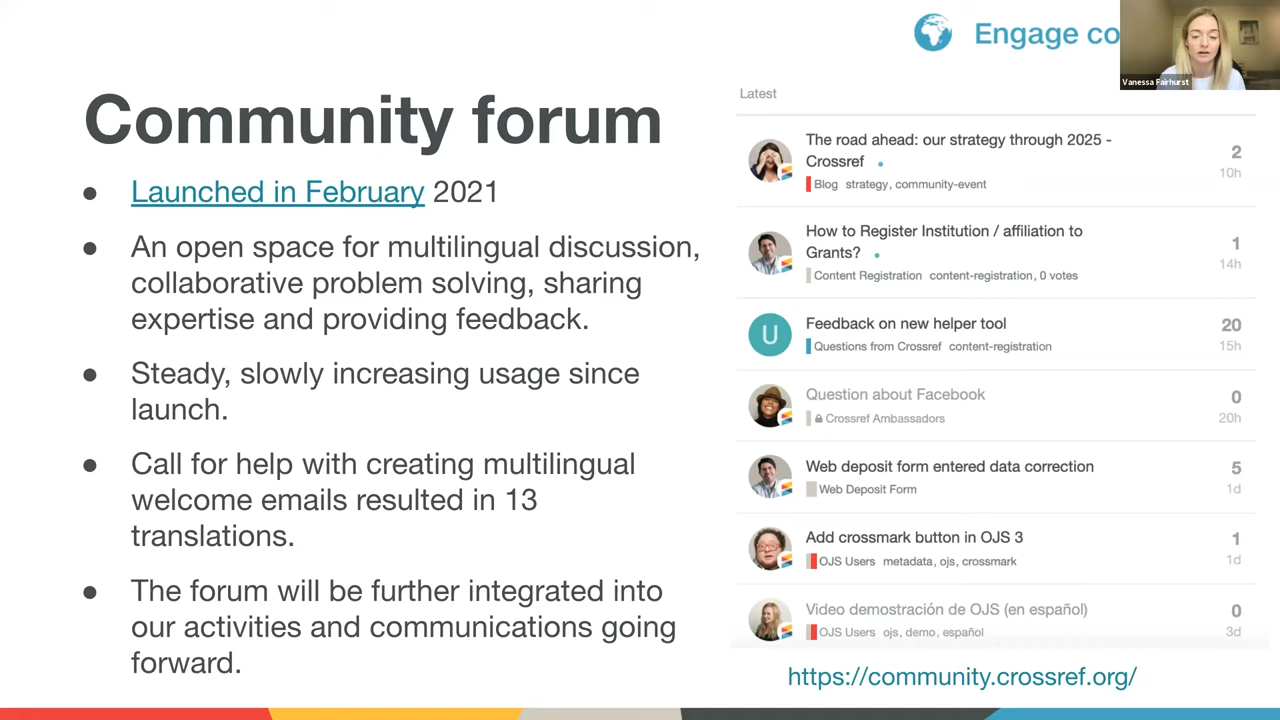 Engage co
Vanessa Fairhurst
Community forum
● Launched in February 2021
● An open space for multilingual discussion,
collaborative problem solving, sharing
expertise and providing feedback.
● Steady, slowly increasing usage since
launch.
● Call for help with creating multilingual
welcome emails resulted in 13
translations.
● The forum will be further integrated into
our activities and communications going
forward.
Latest
The road ahead: our strategy through 2025 -
Crossref
Blog strategy, community-event
2
10h
How to Register Institution / affiliation to
Grants?
Content Registration content-registration, 0 votes
1
14h
U
Feedback on new helper tool
Questions from Crossref content-registration
20
15h
Question about Facebook
Crossref Ambassadors
0
20h
Web deposit form entered data correction
Web Deposit Form
5
1d
Add crossmark button in OJS 3
OJS Users metadata, ojs, crossmark
1
1d
Video demostración de OJS (en español)
OJS Users ojs, demo, español
0
3d
https://community.crossref.org/